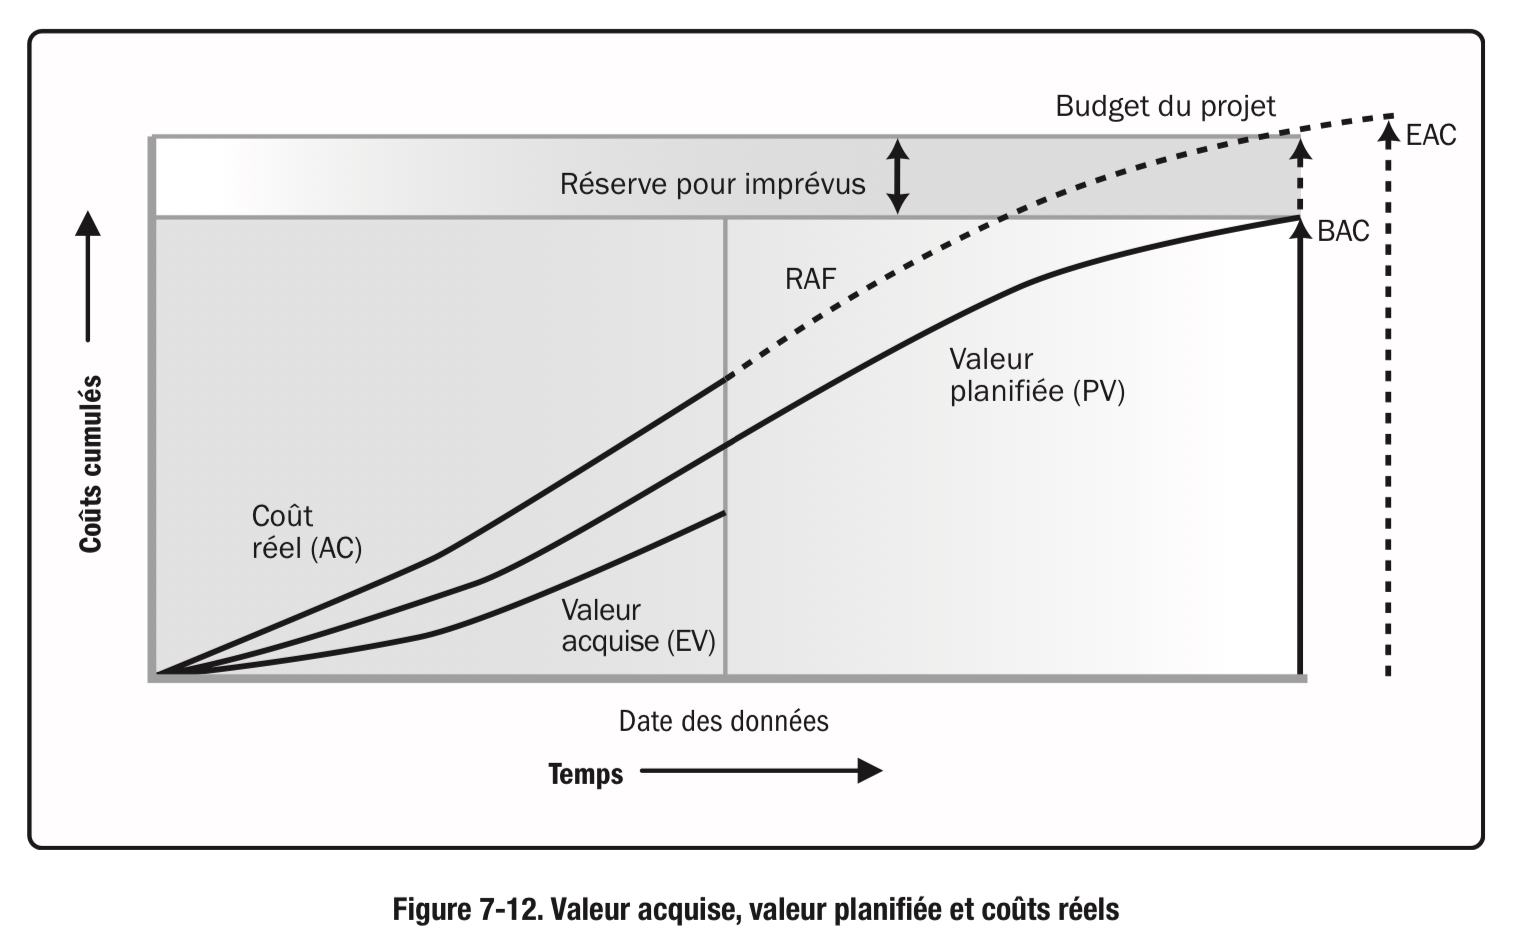 Budget du projet
EAC
Réserve pour imprévus
BAC
RAF
Valeur
planifiée (PV)
Coûts cumulés
Coût
réel (AC)
Valeur
acquise (EV)
Date des données
Temps
Figure 7-12. Valeur acquise, valeur planifiée et coûts réels